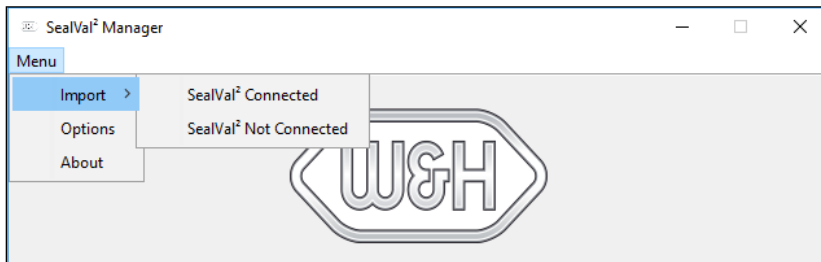 SealVal² Manager
Menu
Import > SealVal² Connected
Options SealVal² Not Connected
About
W&H